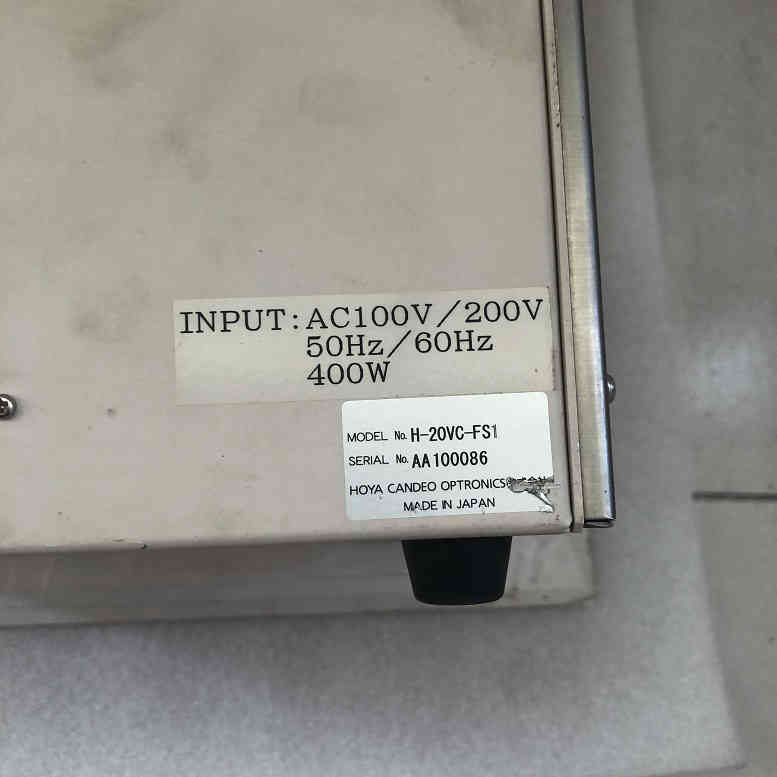 INPUT: AC100V/200V
50Hz/60Hz
400W
MODEL No. H-20VC-FS1
SERIAL No. AA100086
HOYA CANDEO OPTRONICS
MADE IN JAPAN